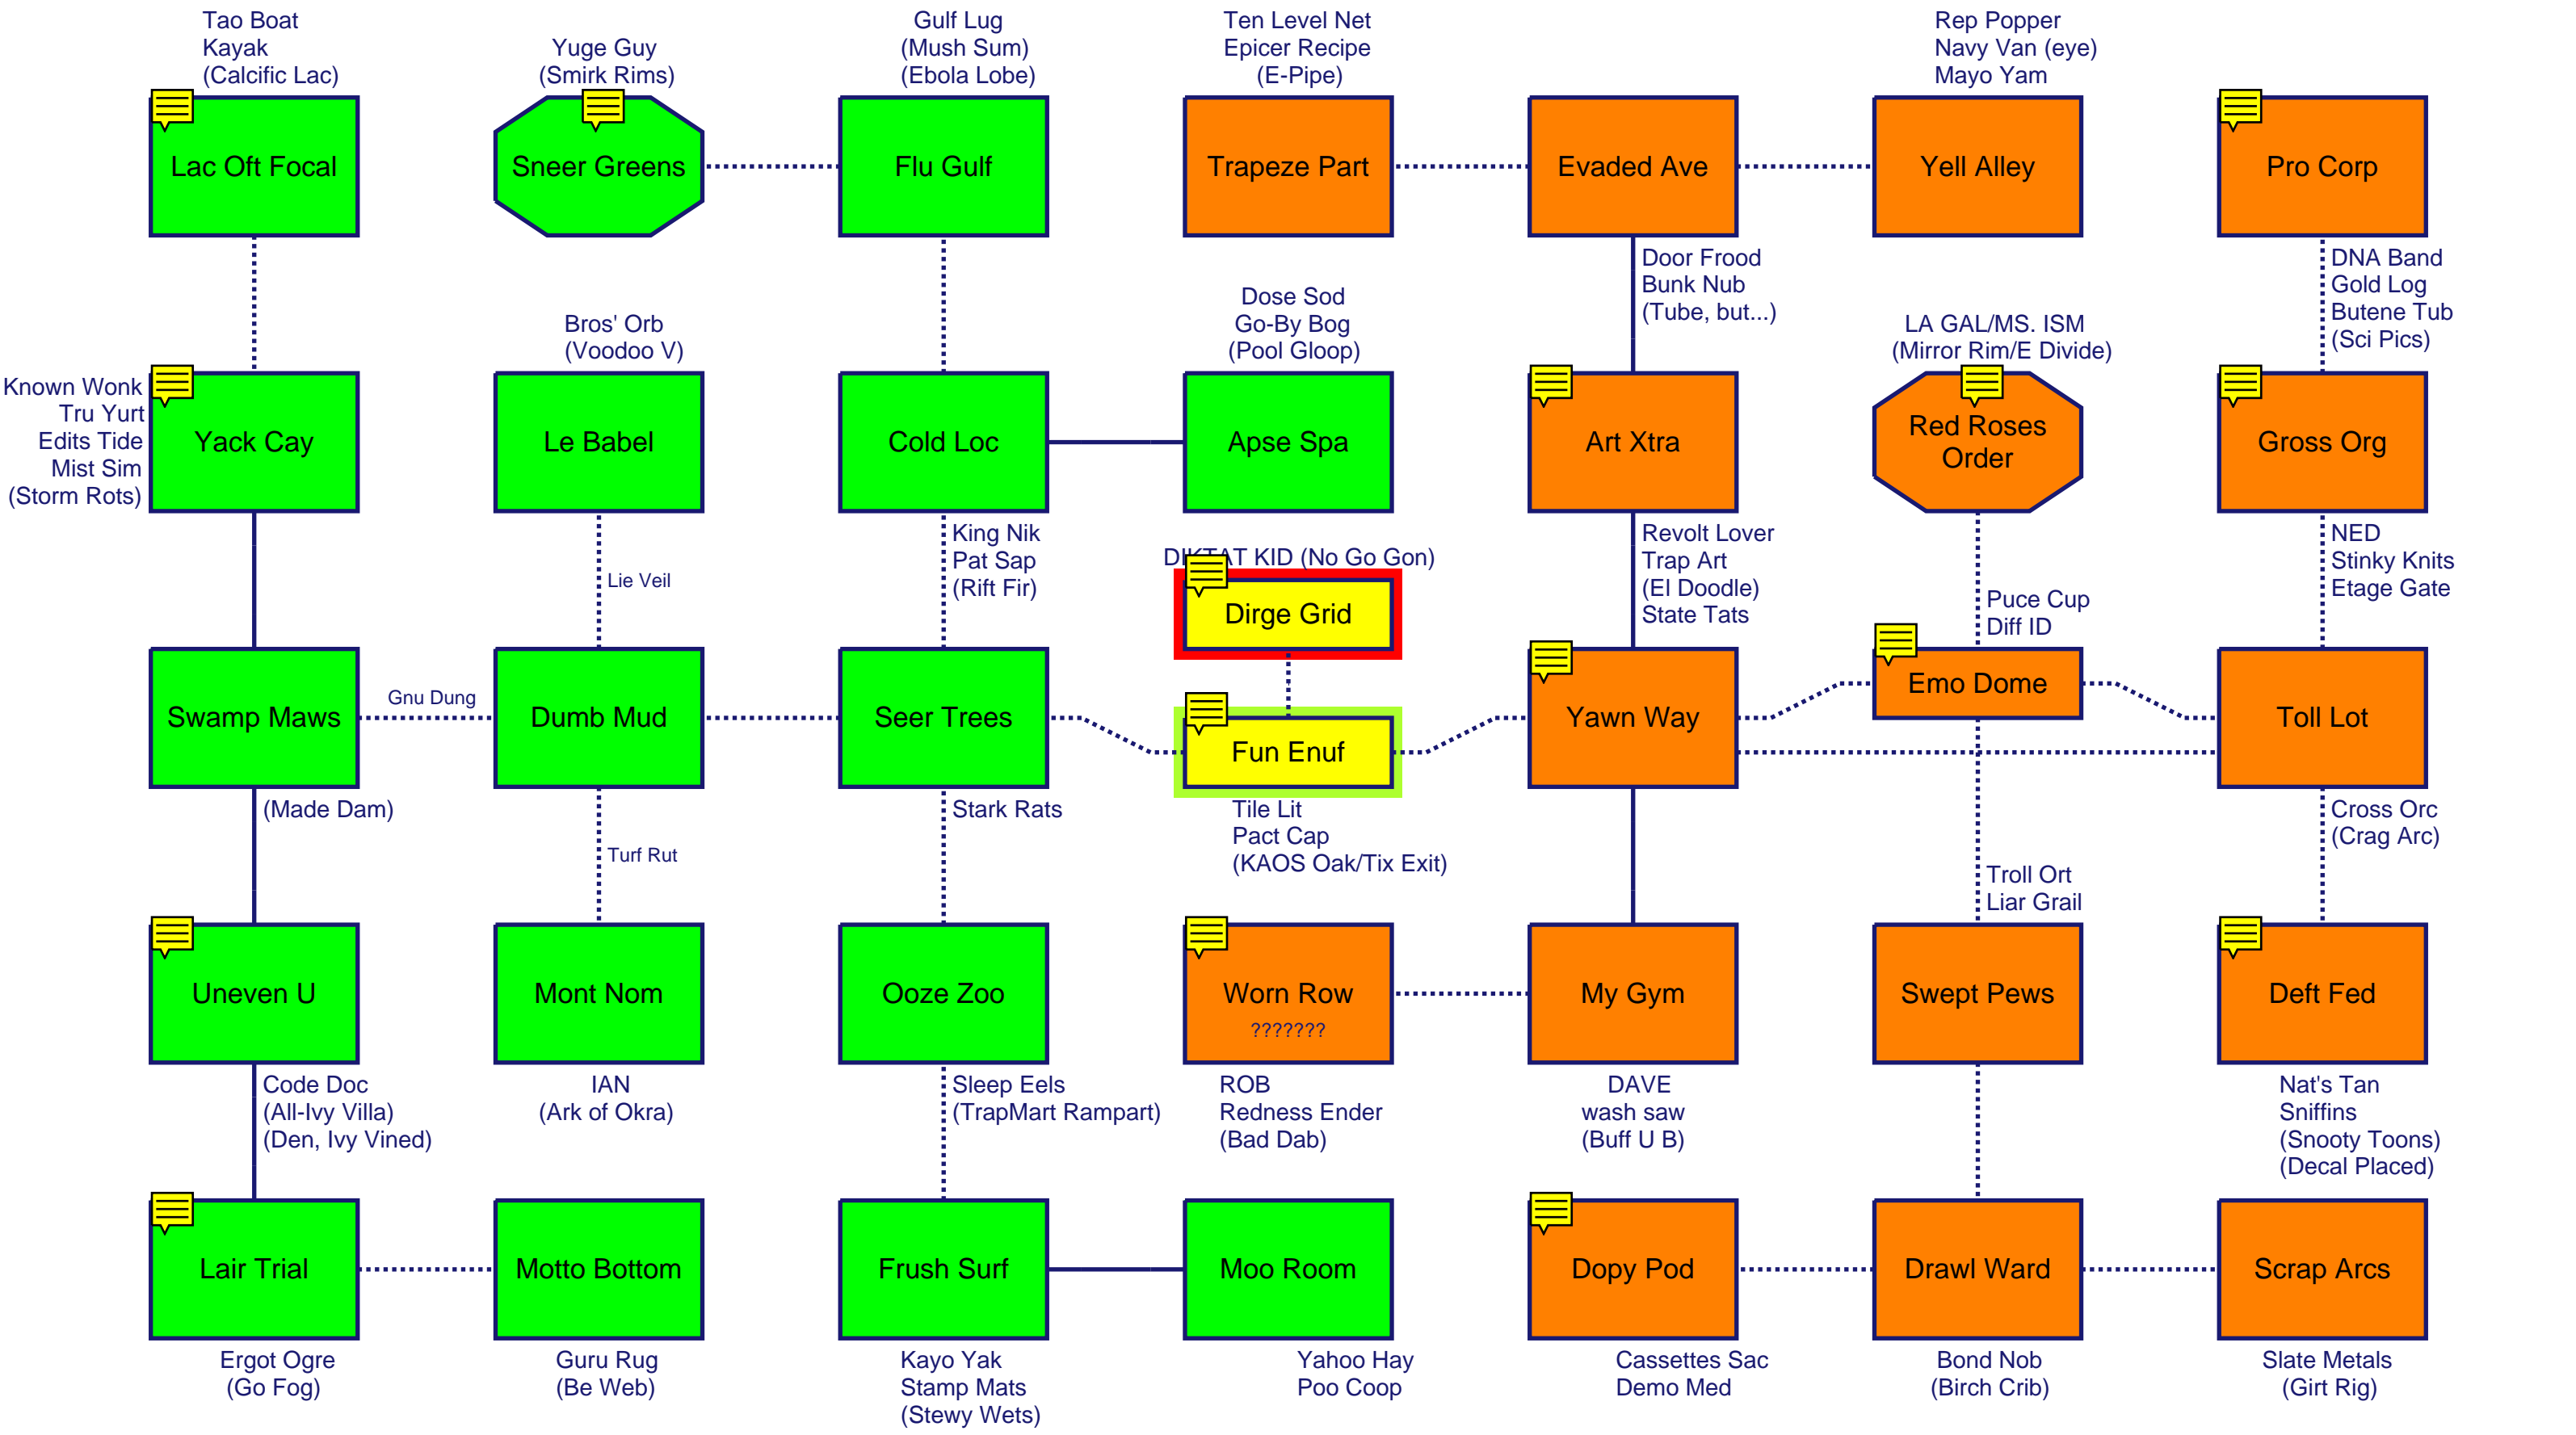 Tao Boat
Kayak
(Calcific Lac)
Yuge Guy
(Smirk Rims)
Gulf Lug
(Mush Sum)
(Ebola Lobe)
Ten Level Net
Epicer Recipe
(E-Pipe)
Rep Popper
Navy Van (eye)
Mayo Yam
Lac Oft Focal
Sneer Greens
Flu Gulf
Trapeze Part
Evaded Ave
Yell Alley
Pro Corp
Door Frood
Bunk Nub
(Tube, but...)
DNA Band
Gold Log
Butene Tub
(Sci Pics)
Bros' Orb
(Voodoo V)
Dose Sod
Go-By Bog
(Pool Gloop)
LA GAL/MS. ISM
(Mirror Rim/E Divide)
Known Wonk
Tru Yurt
Edits Tide
Mist Sim
(Storm Rots)
Yack Cay
Le Babel
Cold Loc
Apse Spa
Art Xtra
Red Roses
Order
Gross Org
Lie Veil
King Nik
Pat Sap
(Rift Fir)
DIKTAT KID (No Go Gon)
Revolt Lover
Trap Art
(El Doodle)
State Tats
Puce Cup
Diff ID
NED
Stinky Knits
Etage Gate
Dirge Grid
Swamp Maws
Gnu Dung
Dumb Mud
Seer Trees
Fun Enuf
Yawn Way
Emo Dome
Toll Lot
(Made Dam)
Turf Rut
Stark Rats
Tile Lit
Pact Cap
(KAOS Oak/Tix Exit)
Troll Ort
Liar Grail
Cross Orc
(Crag Arc)
Uneven U
Mont Nom
Ooze Zoo
Worn Row
???????
My Gym
Swept Pews
Deft Fed
Code Doc
(All-Ivy Villa)
(Den, Ivy Vined)
IAN
(Ark of Okra)
Sleep Eels
(TrapMart Rampart)
ROB
Redness Ender
(Bad Dab)
DAVE
wash saw
(Buff U B)
Nat's Tan
Sniffins
(Snooty Toons)
(Decal Placed)
Lair Trial
Motto Bottom
Frush Surf
Moo Room
Dopy Pod
Drawl Ward
Scrap Arcs
Ergot Ogre
(Go Fog)
Guru Rug
(Be Web)
Kayo Yak
Stamp Mats
(Stewy Wets)
Yahoo Hay
Poo Coop
Cassettes Sac
Demo Med
Bond Nob
(Birch Crib)
Slate Metals
(Girt Rig)